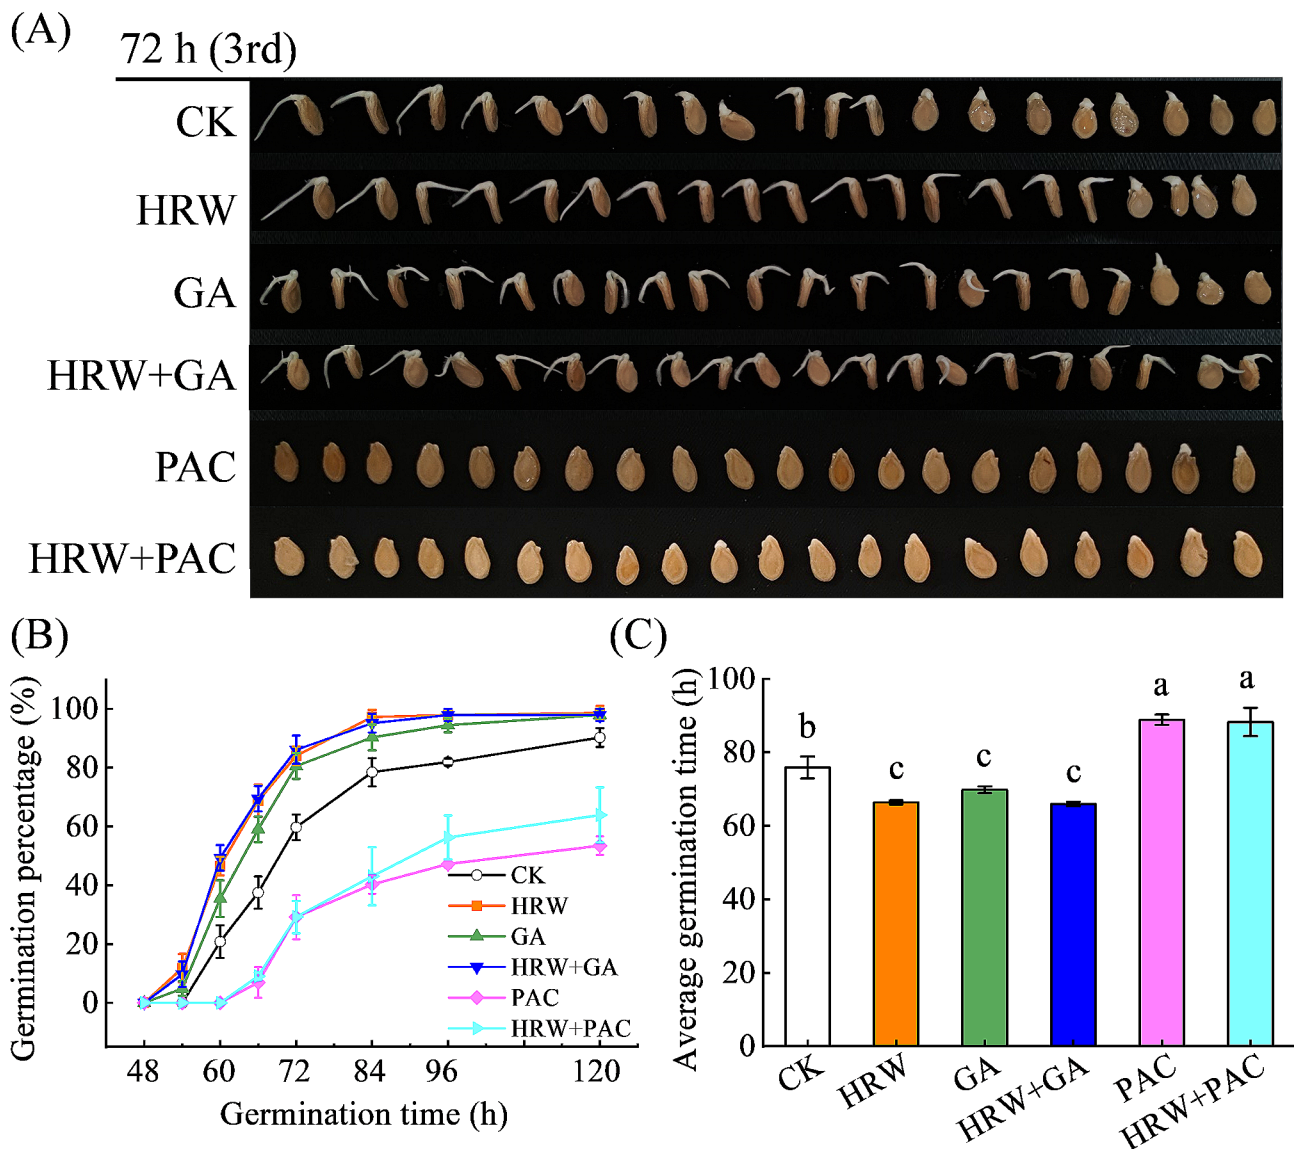 (A)
72 h (3rd)
CK
HRW
GA
HRW+GA
PAC
HRW+PAC
(B)
Germination percentage (%)
100
80
60
40
20
0
48 60 72 84 96 120
Germination time (h)
CK
HRW
GA
HRW+GA
PAC
HRW+PAC
(C)
Average germination time (h)
100
80
60
40
20
0
b
c
c
c
a
a
CK
HRW
GA
HRW+GA
PAC
HRW+PAC